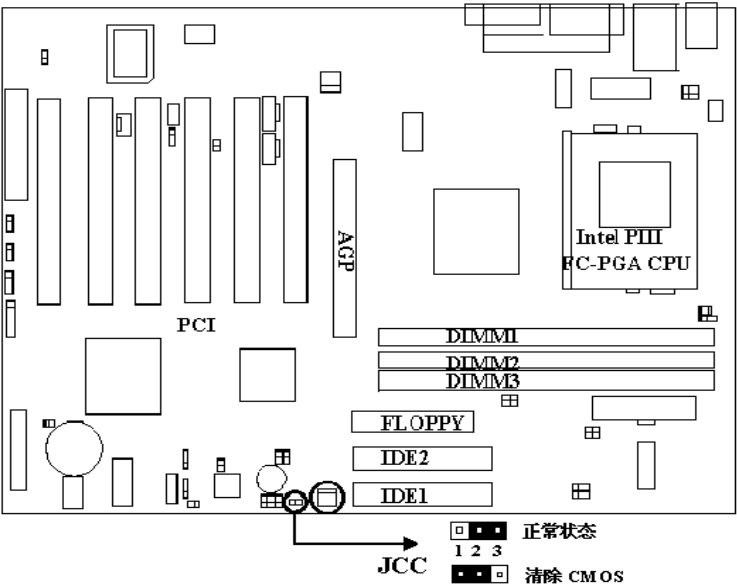 Intel PIII
FC-PGA CPU
AGP
PCI
DIMM1
DIMM2
DIMM3
FLOPPY
IDE2
IDE1
正常状态
1 2 3
JCC
清除 CMOS